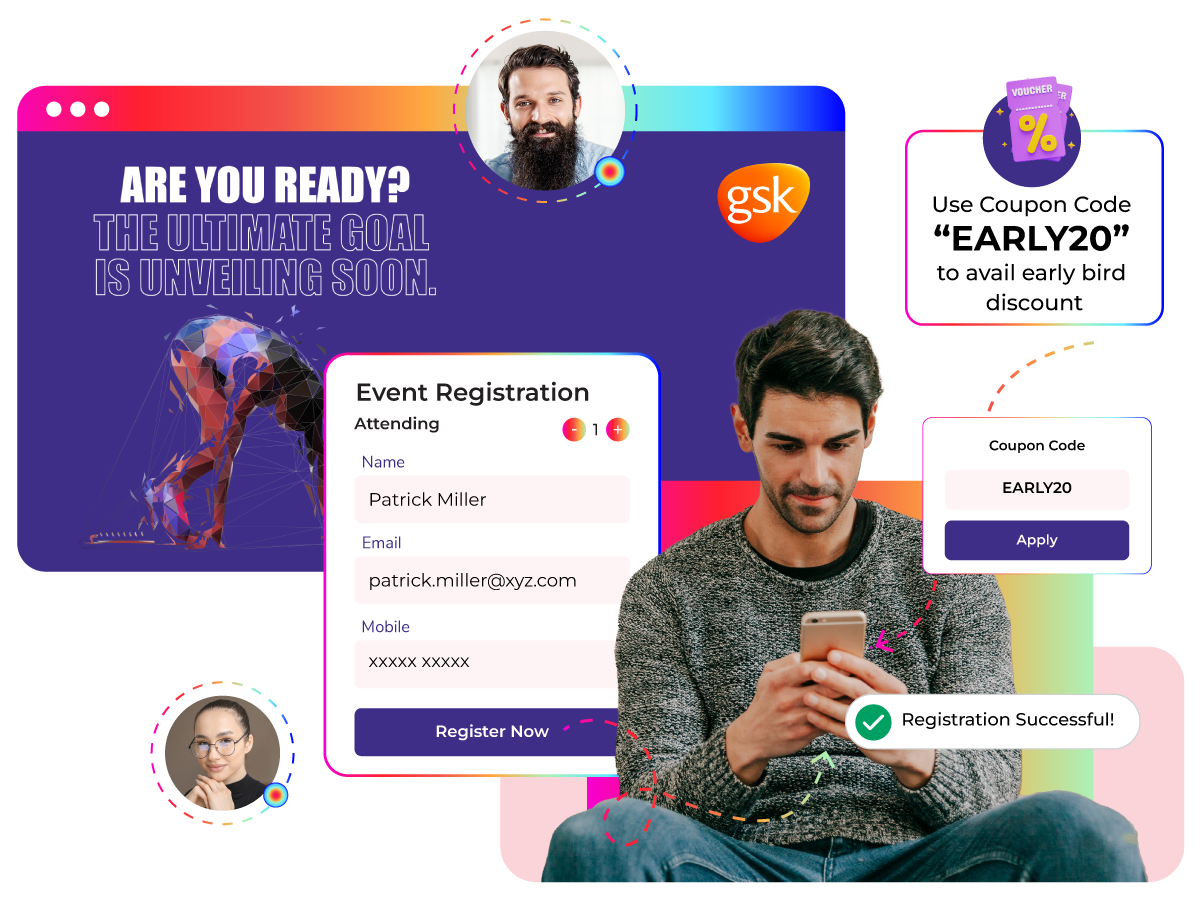 ARE YOU READY?
THE ULTIMATE GOAL
IS UNVEILING SOON.
gsk
VOUCHER
ER
%
Use Coupon Code
“EARLY20”
to avail early bird
discount
Event Registration
Attending
- 1 +
Name
Patrick Miller
Email
patrick.miller@xyz.com
Mobile
xxxxx xxxxx
Register Now
Coupon Code
EARLY20
Apply
Registration Successful!